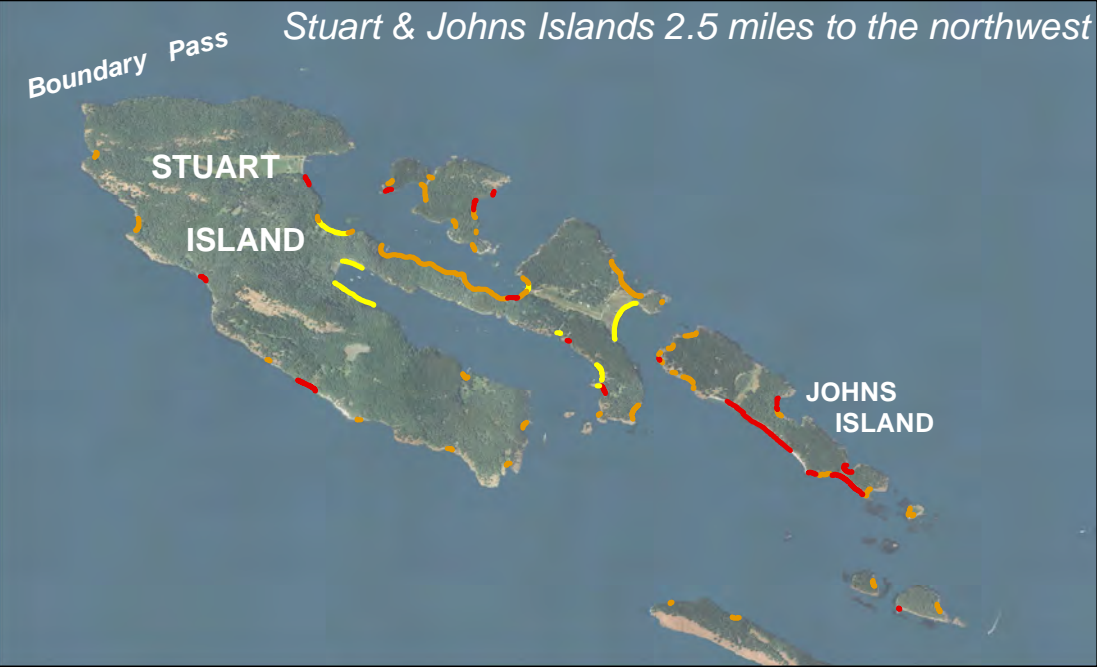 Stuart & Johns Islands 2.5 miles to the northwest
Boundary Pass
STUART
ISLAND
JOHNS
ISLAND